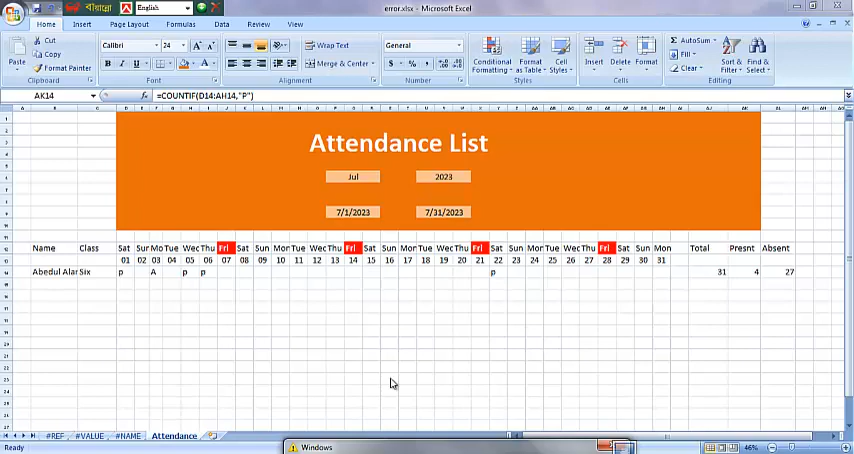 বাংলা English
error.xlsx - Microsoft Excel
Home Insert Page Layout Formulas Data Review View
Cut Calibri 24 Wrap Text General AutoSum
Copy Fill
Paste Format Painter Merge & Center Conditional Formatting Format as Table Cell Styles Insert Delete Format Clear Sort & Filter Find & Select
Clipboard Font Alignment Number Styles Cells Editing
AK14 fx =COUNTIF(D14:AH14,"P")
Attendance List
Jul 2023
7/1/2023 7/31/2023
Name Class Sat Sun Mo Tue Wec Thu Fri Sat Sun Mon Tue Wec Thu Fri Sat Sun Mon Tue Wec Thu Fri Sat Sun Mon Tue Wec Thu Fri Sat Sun Mon Total Presnt Absent
01 02 03 04 05 06 07 08 09 10 11 12 13 14 15 16 17 18 19 20 21 22 23 24 25 26 27 28 29 30 31
Abedul Alar Six p A p p p 31 4 27
#REF #VALUE #NAME Attendance
Ready Windows 46%